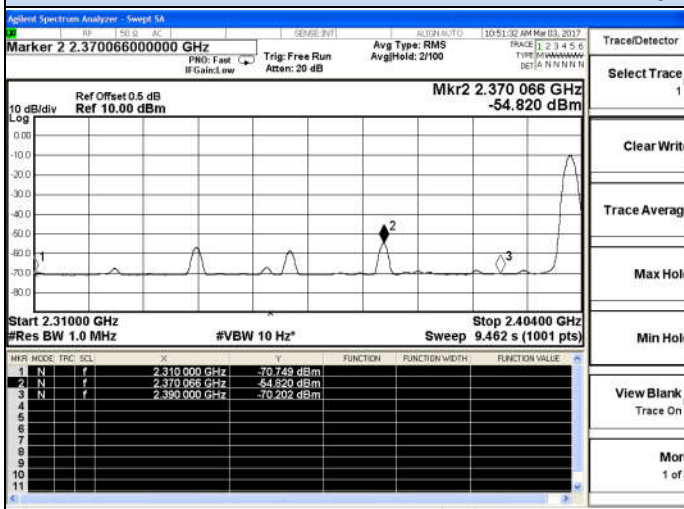 Agilent Spectrum Analyzer - Swept SA
RF 50 Ω AC SENSE:INT ALIGN AUTO 10:51:32 AM Mar 03, 2017
Marker 2 2.370066000000 GHz
PNO: Fast
IFGain:Low
Trig: Free Run
Atten: 20 dB
Avg Type: RMS
Avg|Hold: 2/100
TRACE 1 2 3 4 5 6
TYPE
DET A N N N N N
Ref Offset 0.5 dB
10 dB/div Ref 10.00 dBm
Mkr2 2.370 066 GHz
-54.820 dBm
Log
0.00
-10.0
-20.0
-30.0
-40.0
-50.0
-60.0
-70.0
-80.0
1
2
3
Start 2.31000 GHz
Stop 2.40400 GHz
#Res BW 1.0 MHz #VBW 10 Hz* Sweep 9.462 s (1001 pts)
MKR MODE TRC SCL X Y FUNCTION FUNCTION WIDTH FUNCTION VALUE
1 N f 2.310 000 GHz -70.749 dBm
2 N f 2.370 066 GHz -54.820 dBm
3 N f 2.390 000 GHz -70.202 dBm
4
5
6
7
8
9
10
11
Trace/Detector
Select Trace
1
Clear Writ
Trace Averag
Max Hol
Min Hol
View Blank
Trace On
Mor
1 of